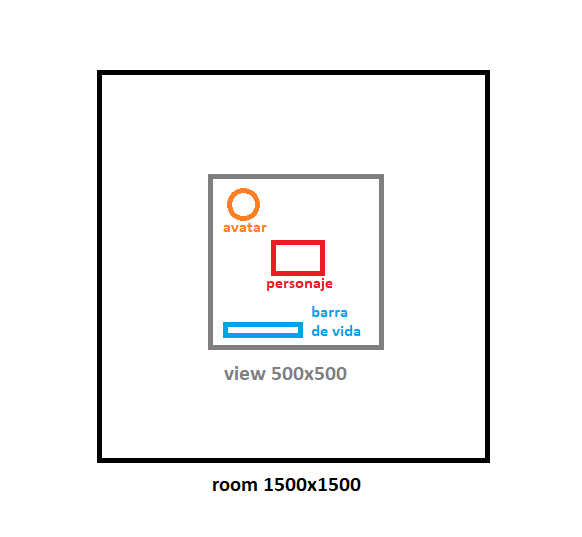 avatar
personaje
barra
de vida
view 500x500
room 1500x1500